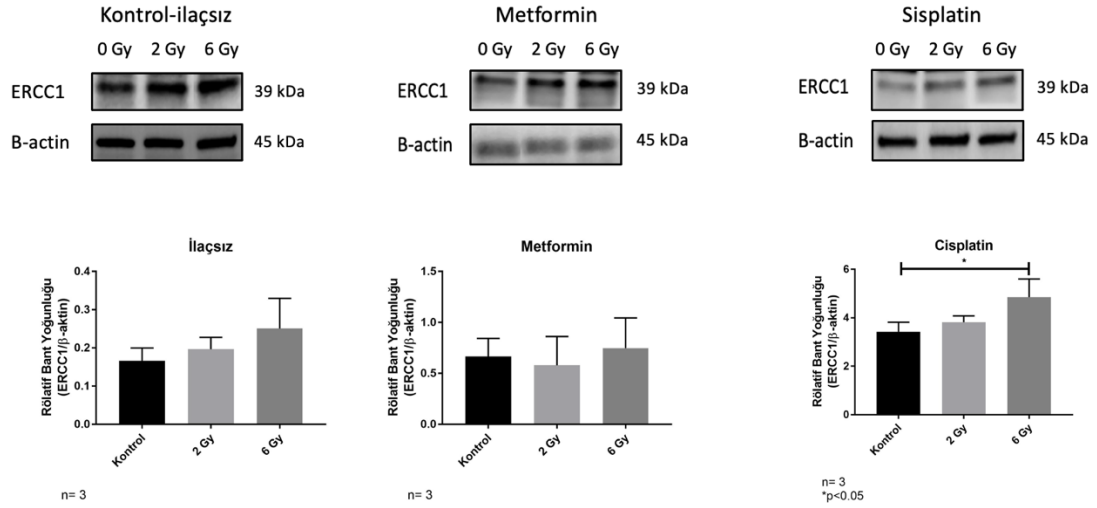 Kontrol-ilaçsız
0 Gy 2 Gy 6 Gy
ERCC1
39 kDa
B-actin
45 kDa
Metformin
0 Gy 2 Gy 6 Gy
ERCC1
39 kDa
B-actin
45 kDa
Sisplatin
0 Gy 2 Gy 6 Gy
ERCC1
39 kDa
B-actin
45 kDa
İlaçsız
Rölatif Bant Yoğunluğu
(ERCC1/β-aktin)
0.4
0.3
0.2
0.1
0.0
Kontrol
2 Gy
6 Gy
n= 3
Metformin
Rölatif Bant Yoğunluğu
(ERCC1/β-aktin)
1.5
1.0
0.5
0.0
Kontrol
2 Gy
6 Gy
n= 3
Cisplatin
Rölatif Bant Yoğunluğu
(ERCC1/β-aktin)
6
4
2
0
*
Kontrol
2 Gy
6 Gy
n= 3
*p<0.05